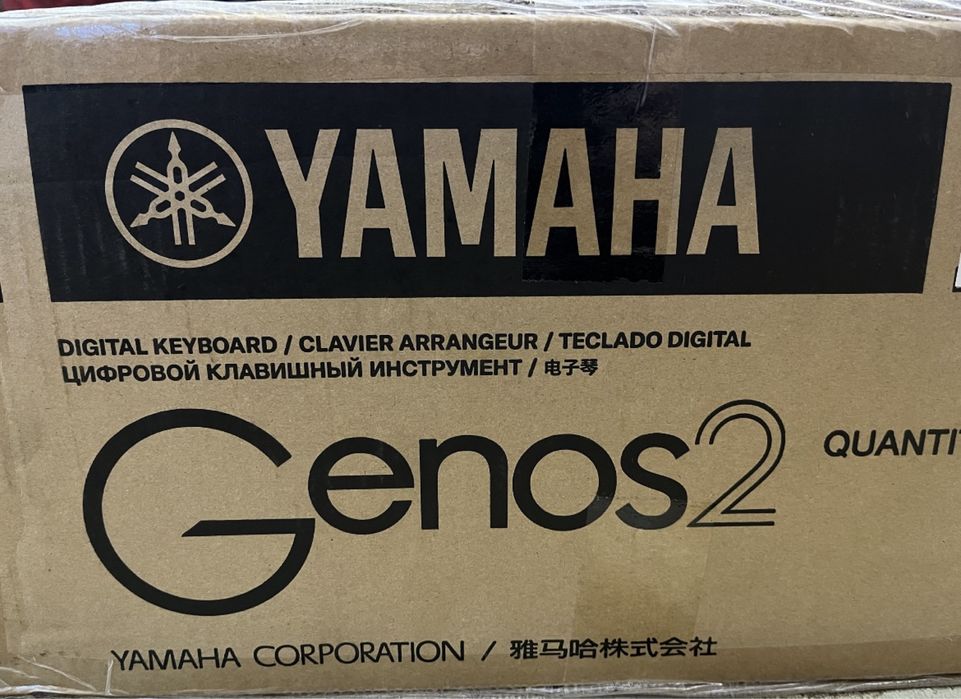 YAMAHA
DIGITAL KEYBOARD / CLAVIER ARRANGEUR / TECLADO DIGITAL
ЦИФРОВОЙ КЛАВИШНЫЙ ИНСТРУМЕНТ / 电子琴
Genos2
YAMAHA CORPORATION / 雅马哈株式会社